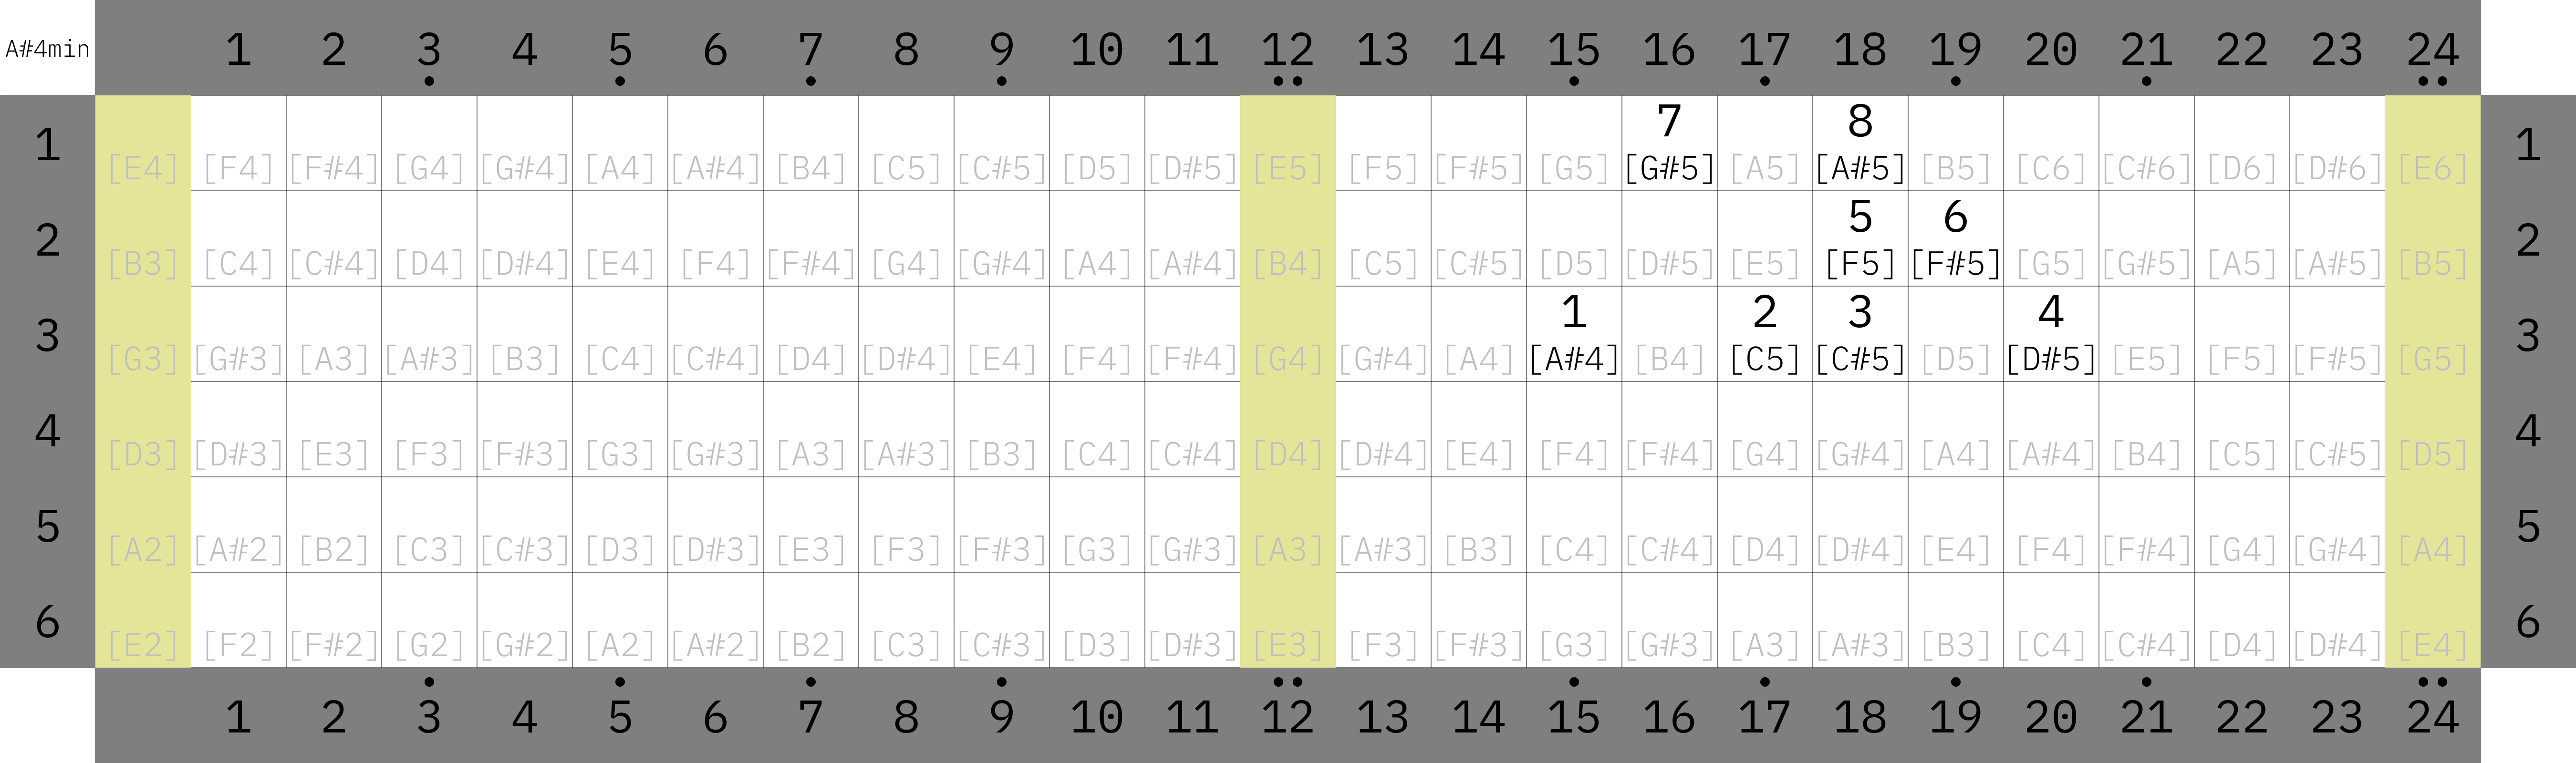 1 2 3 4 5 6 7 8 9 10 11 12 13 14 15 16 17 18 19 20 21 22 23 24
A#4min
7 8
1 [E4] [F4] [F#4] [G4] [G#4] [A4] [A#4] [B4] [C5] [C#5] [D5] [D#5] [E5] [F5] [F#5] [G5] [G#5] [A5] [A#5] [B5] [C6] [C#6] [D6] [D#6] [E6] 1
5 6
2 [B3] [C4] [C#4] [D4] [D#4] [E4] [F4] [F#4] [G4] [G#4] [A4] [A#4] [B4] [C5] [C#5] [D5] [D#5] [E5] [F5] [F#5] [G5] [G#5] [A5] [A#5] [B5] 2
1 2 3 4
3 [G3] [G#3] [A3] [A#3] [B3] [C4] [C#4] [D4] [D#4] [E4] [F4] [F#4] [G4] [G#4] [A4] [A#4] [B4] [C5] [C#5] [D5] [D#5] [E5] [F5] [F#5] [G5] 3
4 [D3] [D#3] [E3] [F3] [F#3] [G3] [G#3] [A3] [A#3] [B3] [C4] [C#4] [D4] [D#4] [E4] [F4] [F#4] [G4] [G#4] [A4] [A#4] [B4] [C5] [C#5] [D5] 4
5 [A2] [A#2] [B2] [C3] [C#3] [D3] [D#3] [E3] [F3] [F#3] [G3] [G#3] [A3] [A#3] [B3] [C4] [C#4] [D4] [D#4] [E4] [F4] [F#4] [G4] [G#4] [A4] 5
6 [E2] [F2] [F#2] [G2] [G#2] [A2] [A#2] [B2] [C3] [C#3] [D3] [D#3] [E3] [F3] [F#3] [G3] [G#3] [A3] [A#3] [B3] [C4] [C#4] [D4] [D#4] [E4] 6
1 2 3 4 5 6 7 8 9 10 11 12 13 14 15 16 17 18 19 20 21 22 23 24